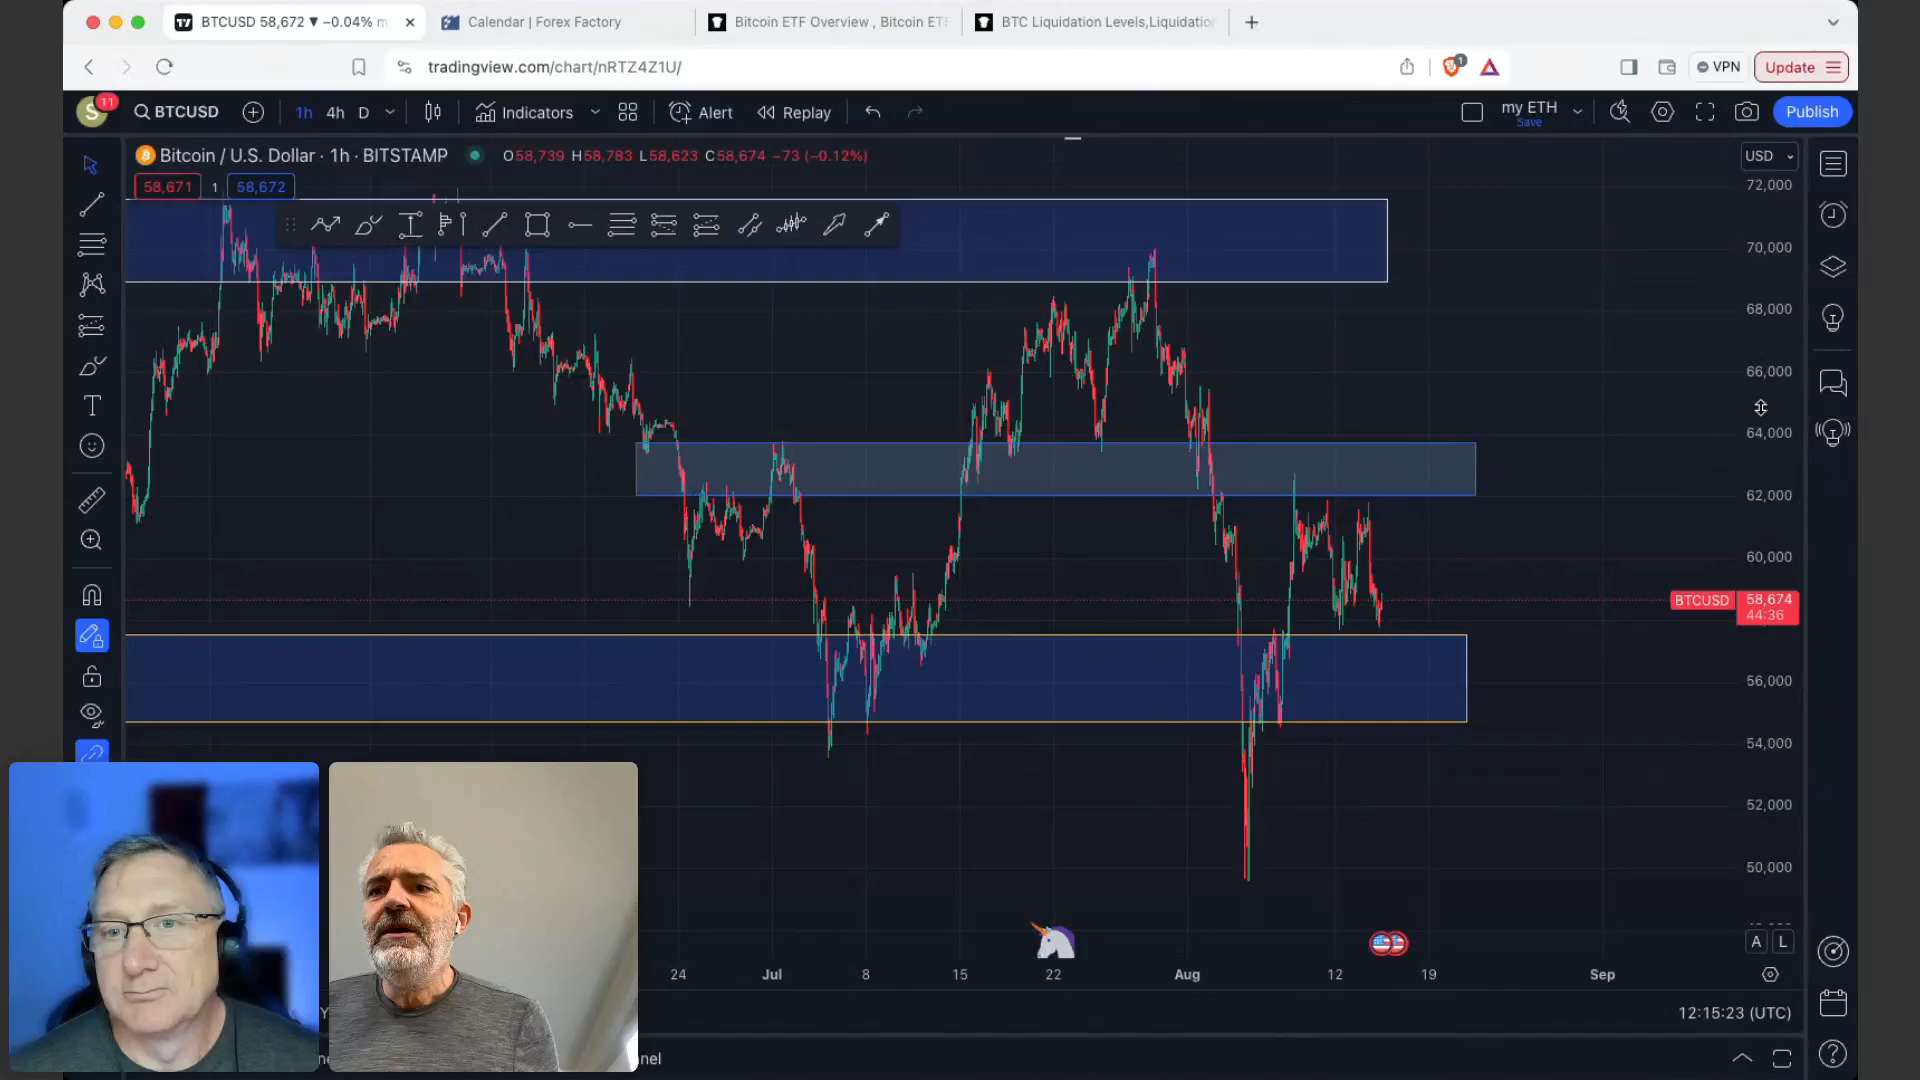 BTCUSD 58,672 ▼ −0.04% m
Calendar | Forex Factory
Bitcoin ETF Overview , Bitcoin ETF
BTC Liquidation Levels,Liquidation
tradingview.com/chart/nRTZ4Z1U/
1
VPN
Update
S
11
BTCUSD
1h 4h D
Indicators
Alert
Replay
my ETH
Save
Publish
Bitcoin / U.S. Dollar · 1h · BITSTAMP
O58,739 H58,783 L58,623 C58,674 −73 (−0.12%)
USD
58,671 1 58,672
72,000
70,000
68,000
66,000
64,000
62,000
60,000
BTCUSD 58,674
44:36
56,000
54,000
52,000
50,000
A L
24 Jul 8 15 22 Aug 12 19 Sep
12:15:23 (UTC)
nel